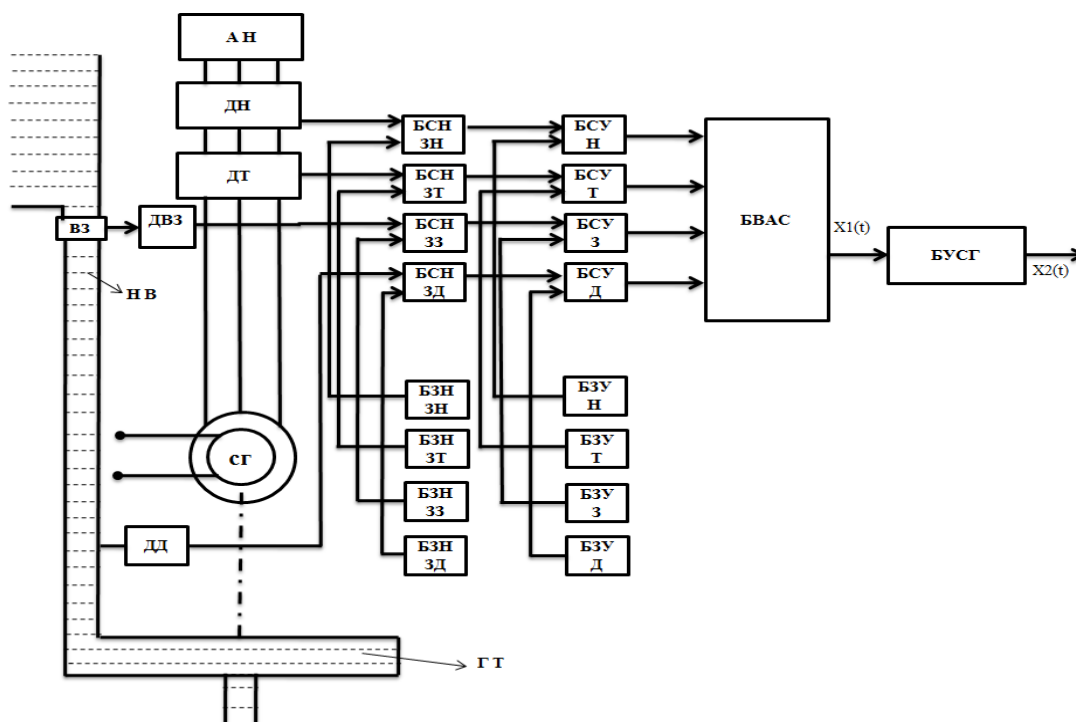 А Н
ДН
ДТ
ВЗ
ДВЗ
Н В
БСН
ЗН
БСУ
Н
БСН
ЗТ
БСУ
Т
БСН
ЗЗ
БСУ
З
БСН
ЗД
БСУ
Д
БВАС
X1(t)
БУСГ
X2(t)
БЗН
ЗН
БЗУ
Н
БЗН
ЗТ
БЗУ
Т
БЗН
ЗЗ
БЗУ
З
БЗН
ЗД
БЗУ
Д
СГ
ДД
Г Т